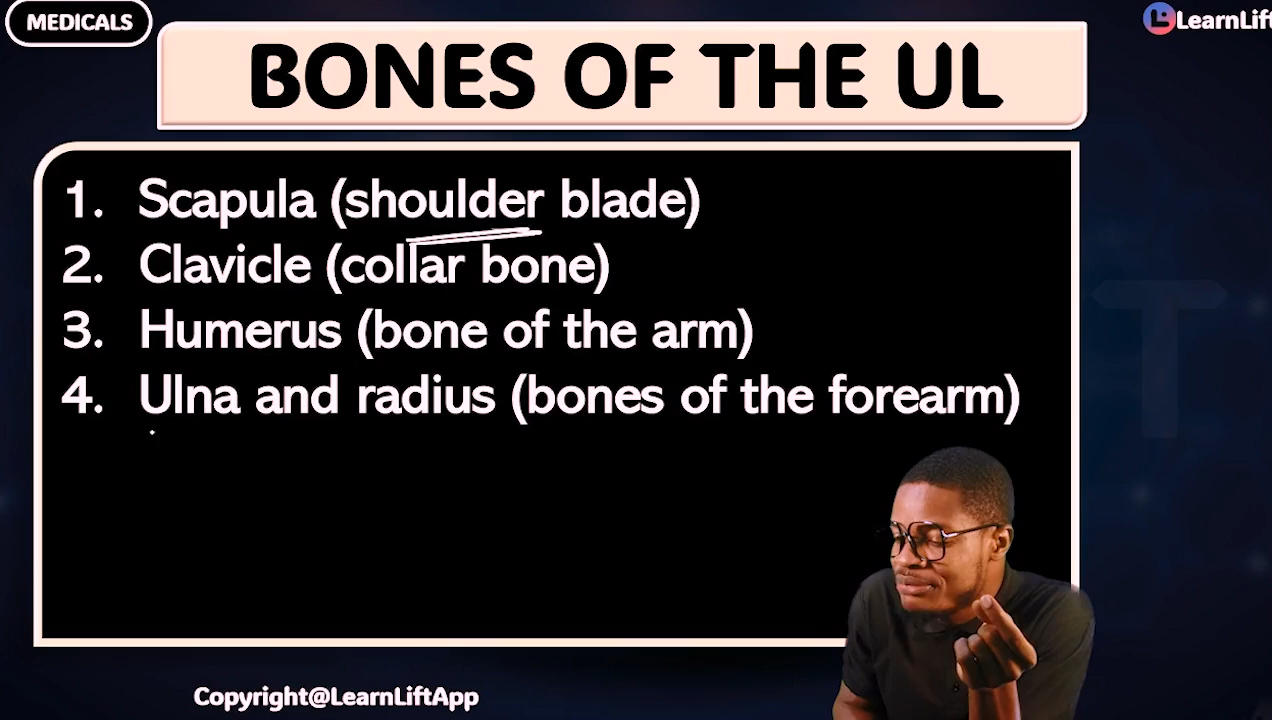 MEDICALS
LearnLift
BONES OF THE UL
1. Scapula (shoulder blade)
2. Clavicle (collar bone)
3. Humerus (bone of the arm)
4. Ulna and radius (bones of the forearm)
Copyright@LearnLiftApp